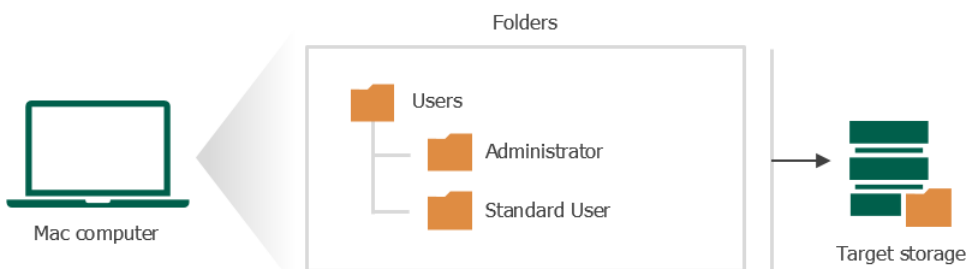 Folders
Users
Administrator
Standard User
Mac computer
Target storage